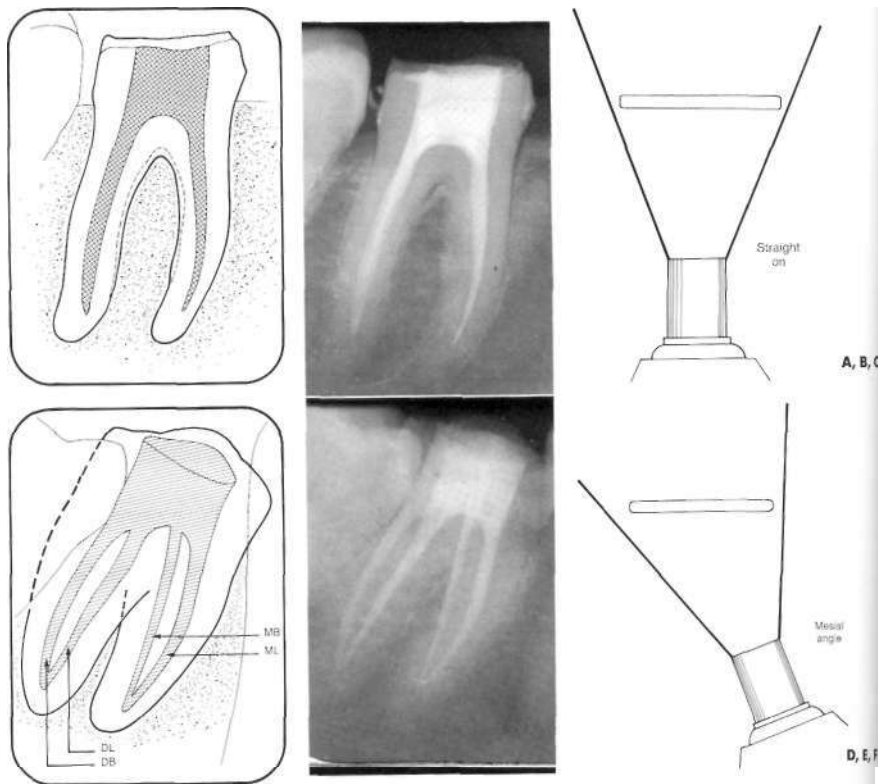 Straight
on
A, B, C
MB
ML
DL
DB
Mesial
angle
D, E, F